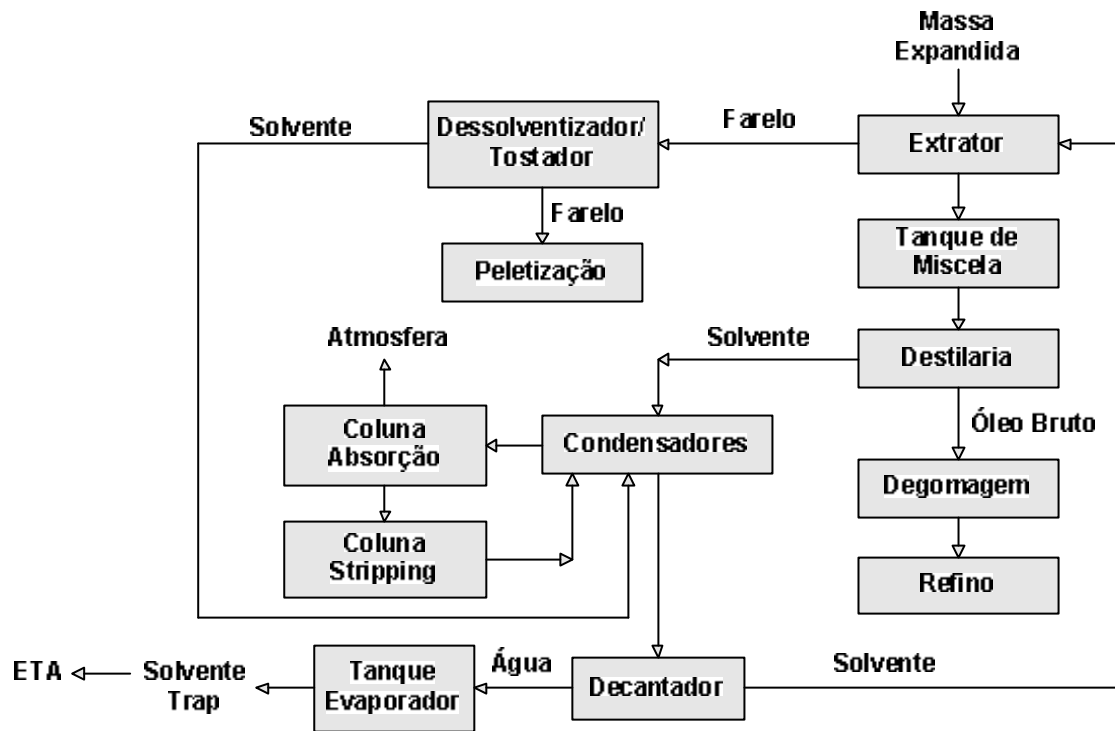 Massa
Expandida
Solvente
Dessolventizador/
Tostador
Farelo
Extrator
Farelo
Tanque de
Miscela
Peletização
Atmosfera
Solvente
Destilaria
Coluna
Absorção
Condensadores
Óleo Bruto
Degomagem
Coluna
Stripping
Refino
ETA
Solvente
Trap
Tanque
Evaporador
Água
Decantador
Solvente